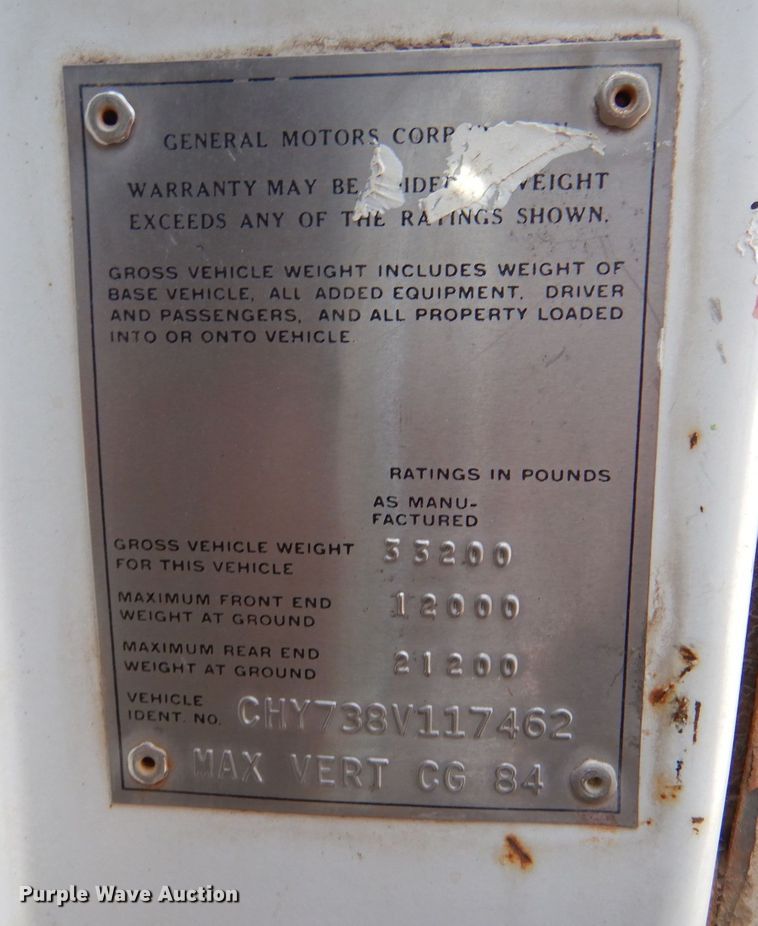 GENERAL MOTORS
WARRANTY MAY BE WEIGHT
EXCEEDS ANY OF THE RATINGS SHOWN.
GROSS VEHICLE WEIGHT INCLUDES WEIGHT OF
BASE VEHICLE, ALL ADDED EQUIPMENT, DRIVER
AND PASSENGERS, AND ALL PROPERTY LOADED
INTO OR ONTO VEHICLE.
RATINGS IN POUNDS
AS MANU-
FACTURED
GROSS VEHICLE WEIGHT
FOR THIS VEHICLE 33200
MAXIMUM FRONT END
WEIGHT AT GROUND 12000
MAXIMUM REAR END
WEIGHT AT GROUND 21200
VEHICLE
IDENT. NO. CHY738V117462
MAX VERT CG 84
Purple Wave Auction